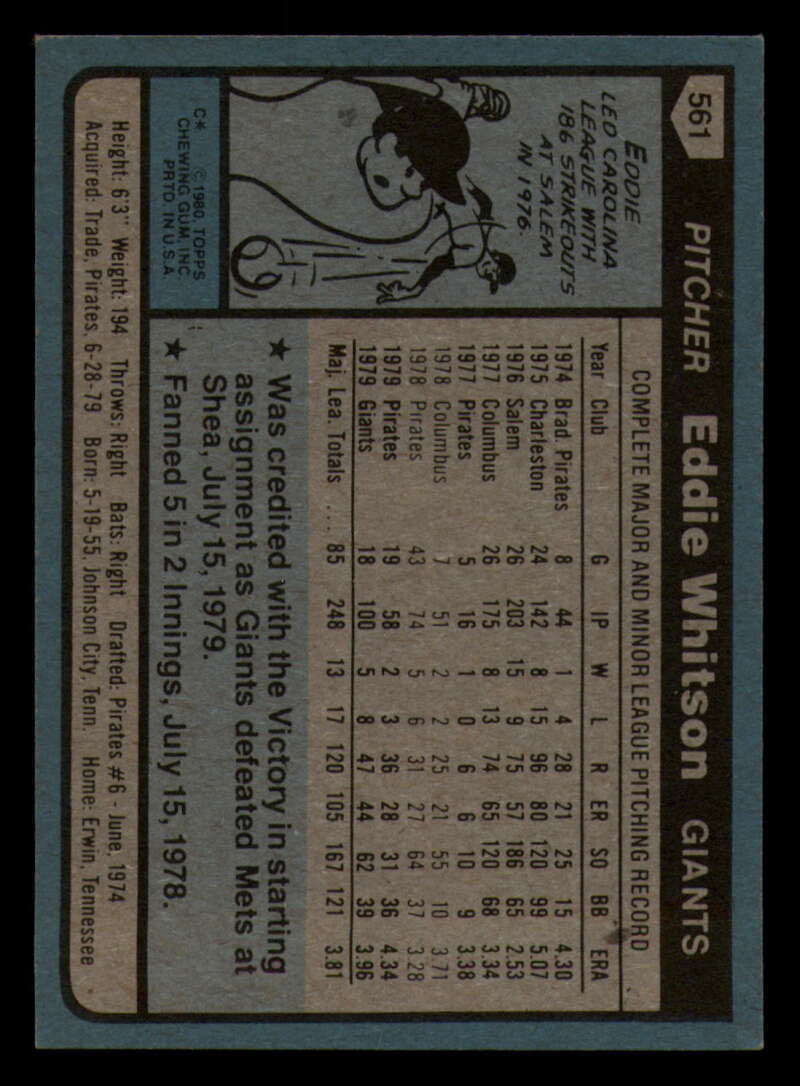 561 PITCHER Eddie Whitson GIANTS
EDDIE
LED CAROLINA
LEAGUE WITH
186 STRIKEOUTS
AT SALEM
IN 1976.
C* © 1980 TOPPS
CHEWING GUM, INC.
PRTD. IN U.S.A.
COMPLETE MAJOR AND MINOR LEAGUE PITCHING RECORD
Year Club G IP W L R ER SO BB ERA
1974 Brad. Pirates 8 44 1 4 28 21 25 15 4.30
1975 Charleston 24 142 8 15 96 80 120 99 5.07
1976 Salem 26 203 15 9 75 57 186 65 2.53
1977 Columbus 26 175 8 13 74 65 120 68 3.34
1977 Pirates 5 16 1 0 6 6 10 9 3.38
1978 Columbus 7 51 2 2 25 21 55 10 3.71
1978 Pirates 43 74 5 6 31 27 64 37 3.28
1979 Pirates 19 58 2 3 36 28 31 36 4.34
1979 Giants 18 100 5 8 47 44 62 39 3.96
Maj. Lea. Totals ... 85 248 13 17 120 105 167 121 3.81
★ Was credited with the Victory in starting
assignment as Giants defeated Mets at
Shea, July 15, 1979.
★ Fanned 5 in 2 Innings, July 15, 1978.
Height: 6'3" Weight: 194 Throws: Right Bats: Right Drafted: Pirates #6 - June, 1974
Acquired: Trade, Pirates, 6-28-79 Born: 5-19-55, Johnson City, Tenn. Home: Erwin, Tennessee